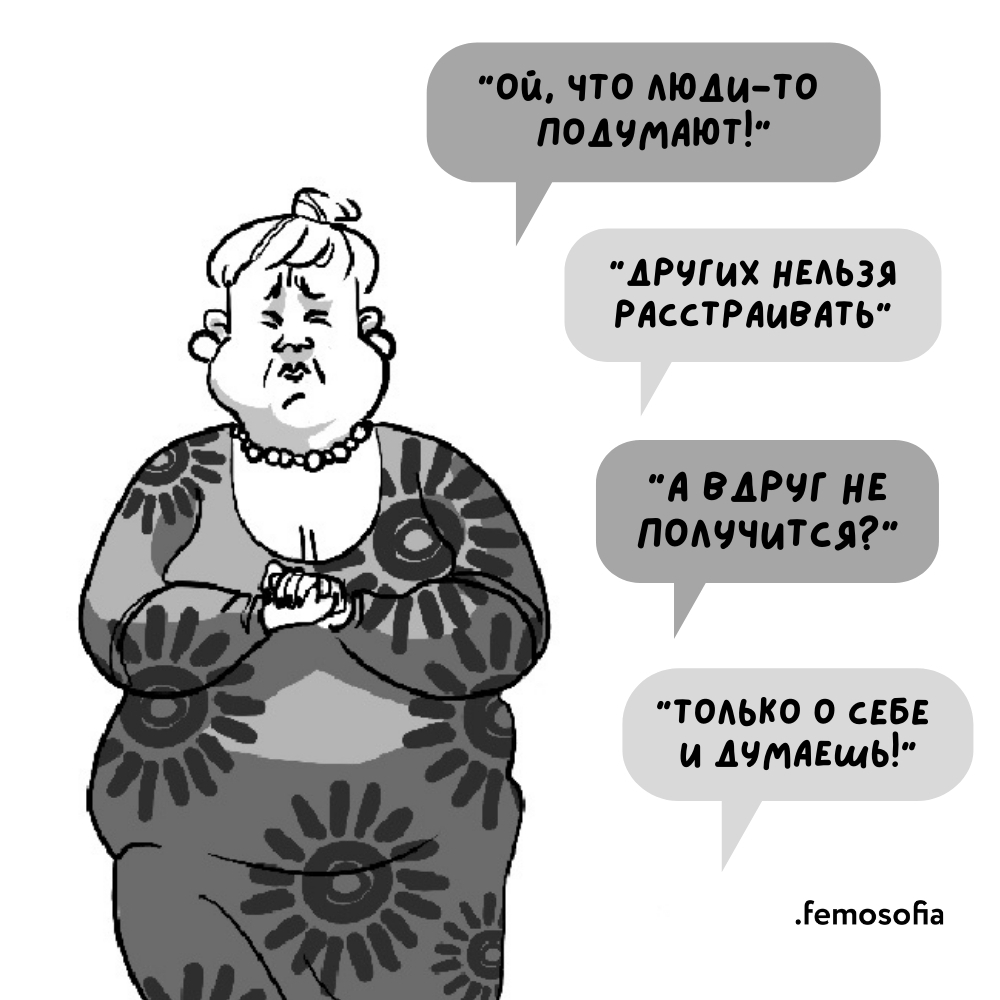 "ОЙ, ЧТО ЛЮДИ-ТО
ПОДУМАЮТ!"
"ДРУГИХ НЕЛЬЗЯ
РАССТРАИВАТЬ"
"А ВДРУГ НЕ
ПОЛУЧИТСЯ?"
"ТОЛЬКО О СЕБЕ
И ДУМАЕШЬ!"
.femosofia